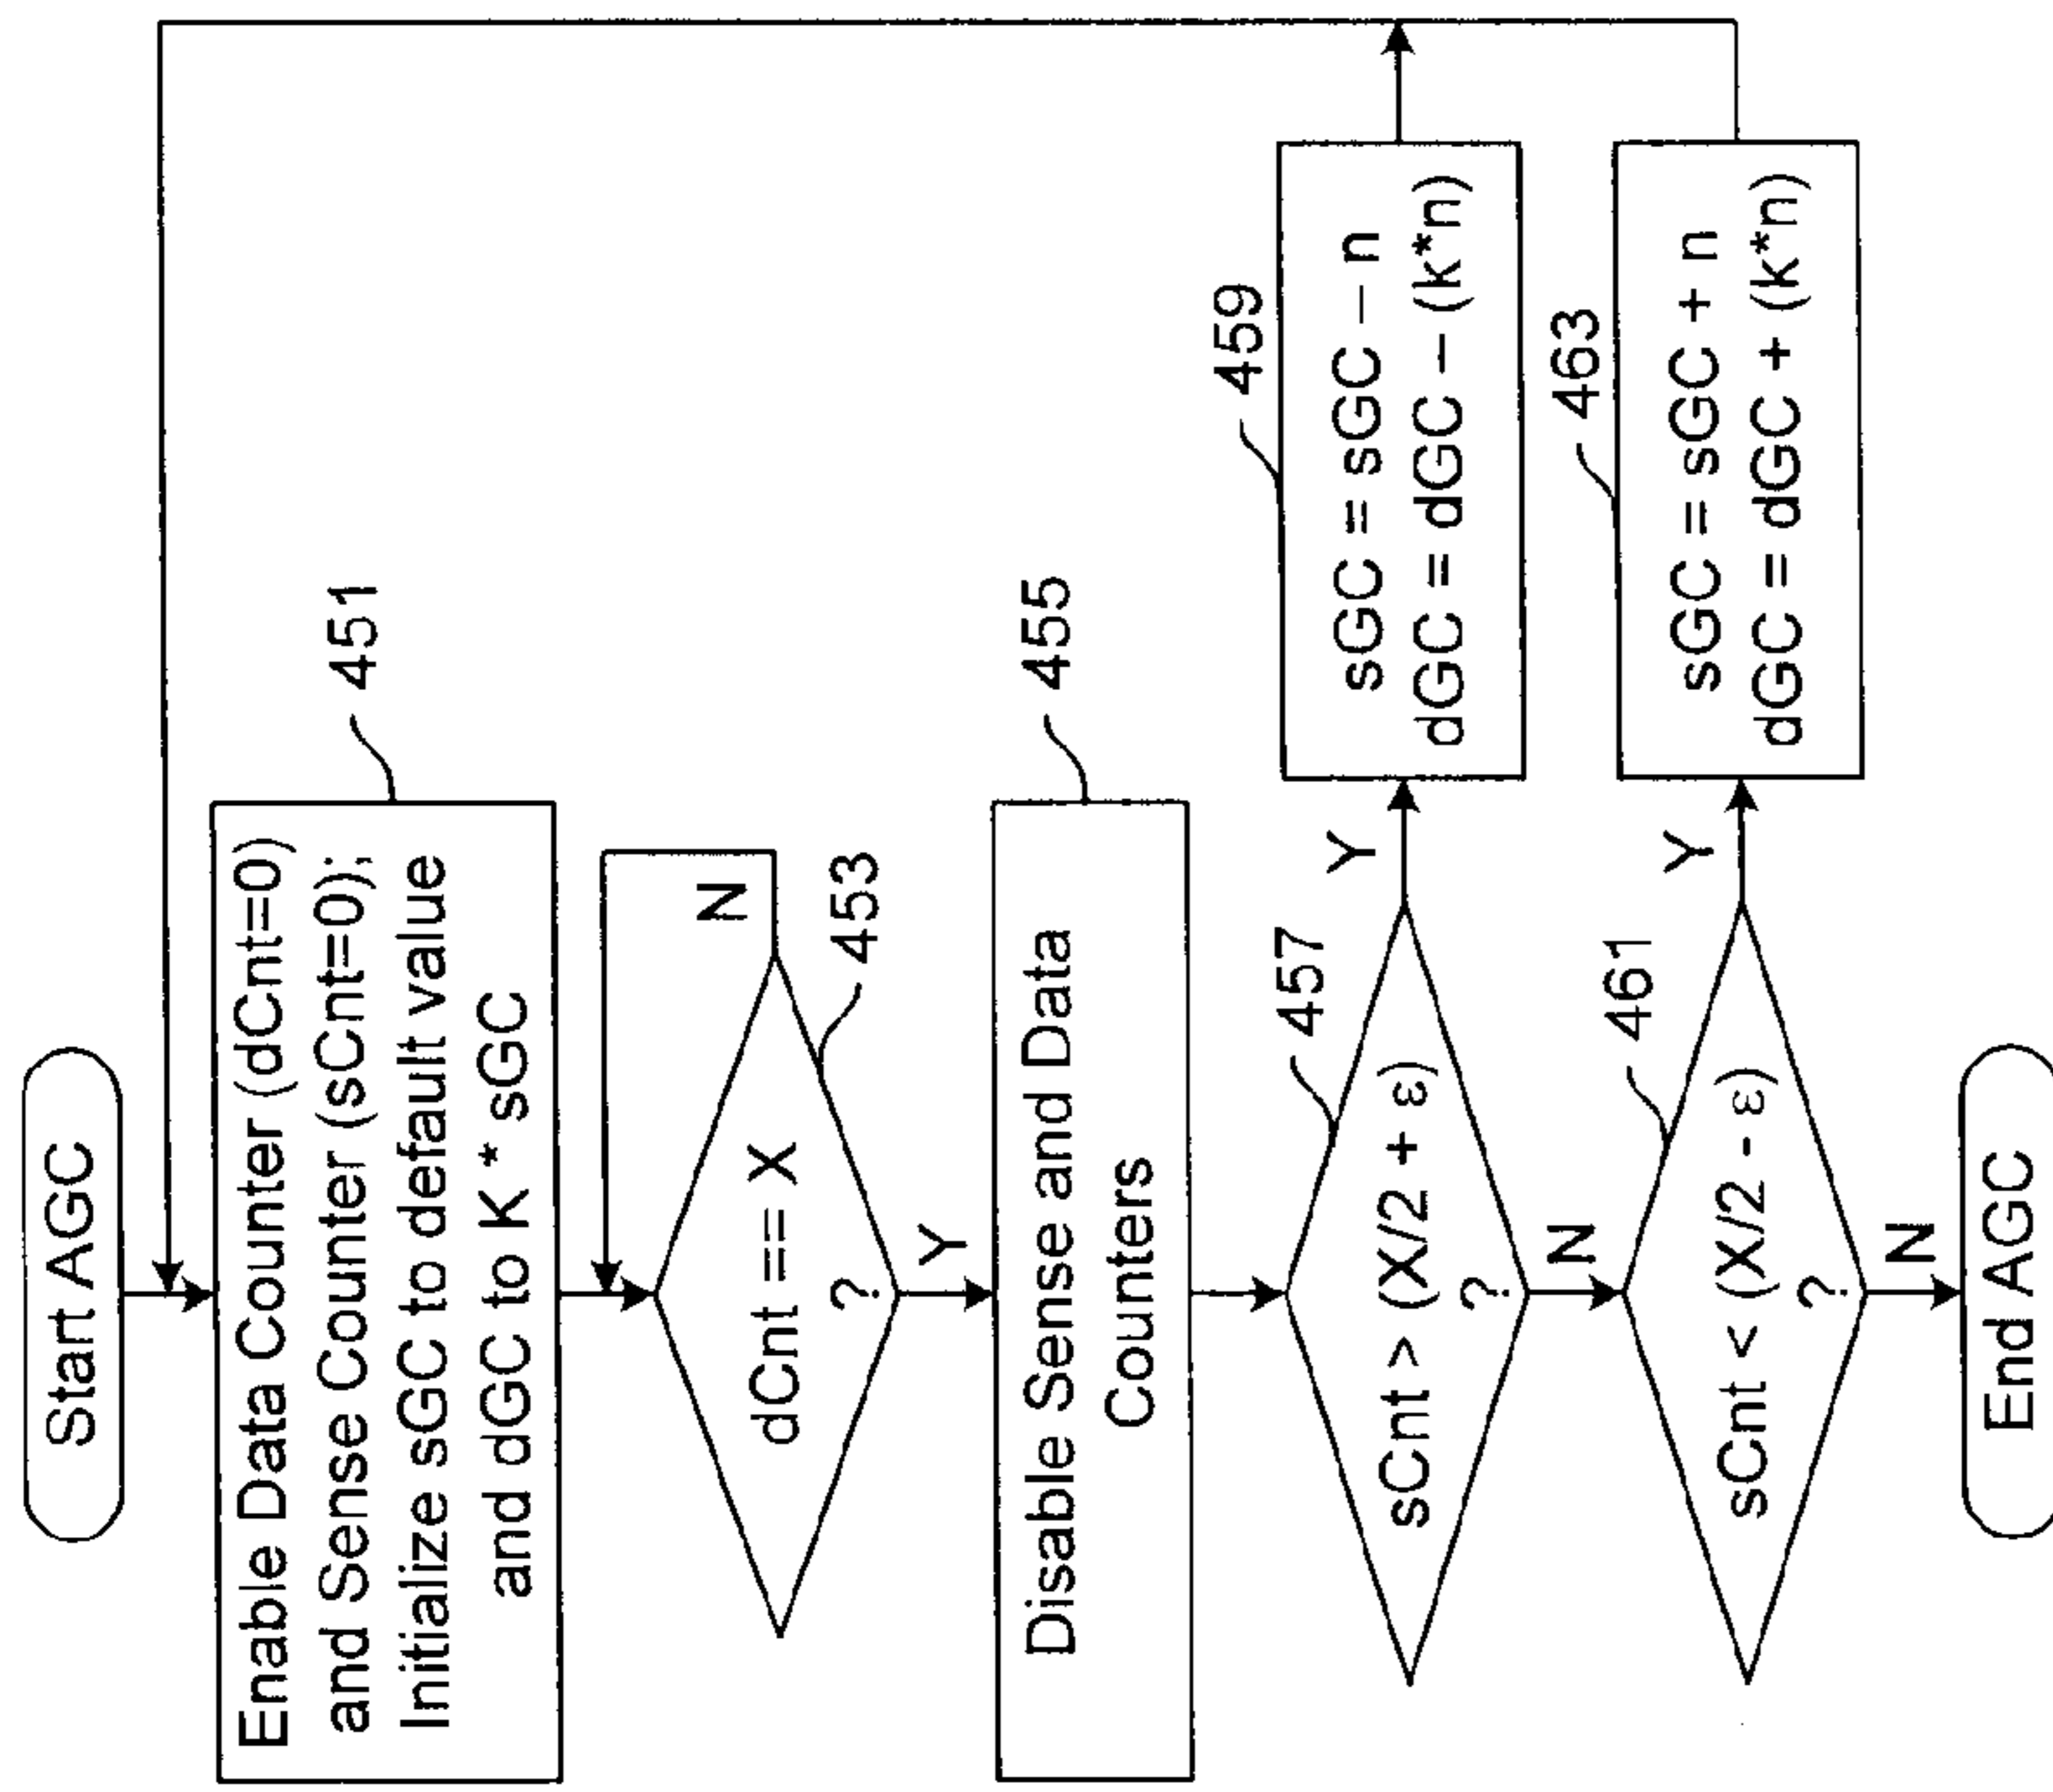 Start AGC
Enable Data Counter (dCnt=0)
and Sense Counter (sCnt=0);
Initialize sGC to default value
and dGC to K * sGC
451
N
dCnt == X
?
453
Y
Disable Sense and Data
Counters
455
sCnt > (X/2 + ε)
?
457
Y
sGC = sGC – n
dGC = dGC - (k*n)
459
N
sCnt < (X/2 - ε)
?
461
Y
sGC = sGC + n
dGC = dGC + (k*n)
463
N
End AGC